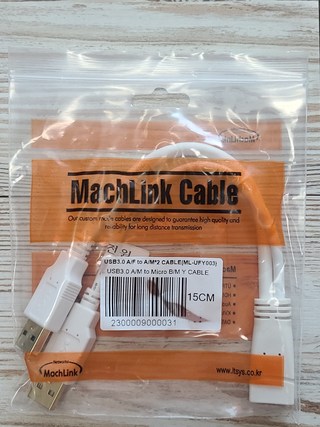 MachLink Cable
Our custom made cables are designed to guarantee high quality und
reliability for long distance transmission
USB3.0 A/F to A/M*2 CABLE(ML-UFY003)
USB3.0 A/M to Micro B/M Y CABLE
15CM
2300009000031
MachLink
www.itsys.co.kr